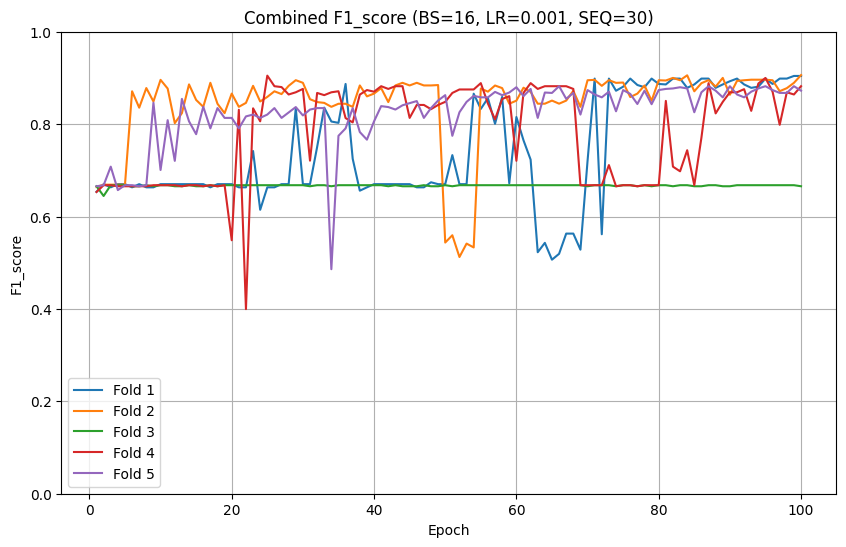 Combined F1_score (BS=16, LR=0.001, SEQ=30)
F1_score
1.0
0.8
0.6
0.4
0.2
0.0
Fold 1
Fold 2
Fold 3
Fold 4
Fold 5
0 20 40 60 80 100
Epoch